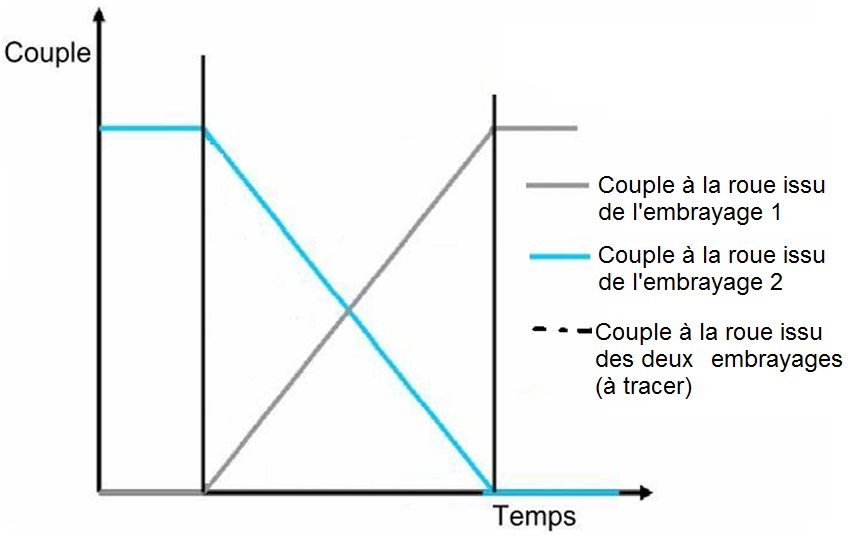 Couple
Couple à la roue issu
de l'embrayage 1
Couple à la roue issu
de l'embrayage 2
Couple à la roue issu
des deux embrayages
(à tracer)
Temps